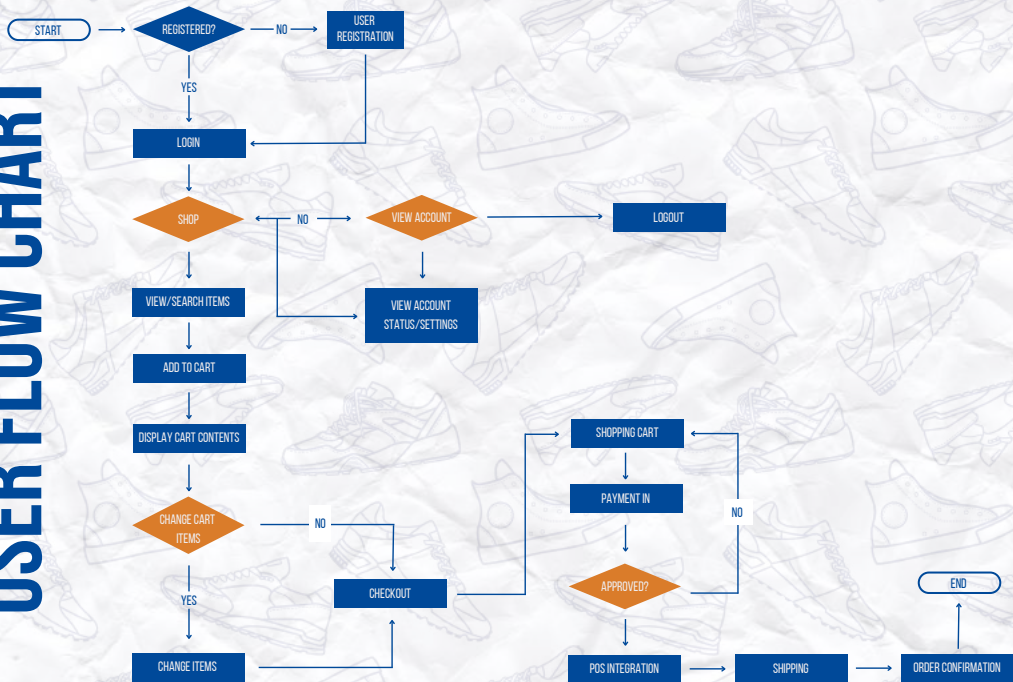 USER FLOW CHART
START
REGISTERED?
NO
USER
REGISTRATION
YES
LOGIN
SHOP
NO
VIEW ACCOUNT
LOGOUT
VIEW/SEARCH ITEMS
VIEW ACCOUNT
STATUS/SETTINGS
ADD TO CART
DISPLAY CART CONTENTS
CHANGE CART
ITEMS
NO
YES
CHECKOUT
CHANGE ITEMS
SHOPPING CART
PAYMENT IN
NO
APPROVED?
POS INTEGRATION
SHIPPING
ORDER CONFIRMATION
END